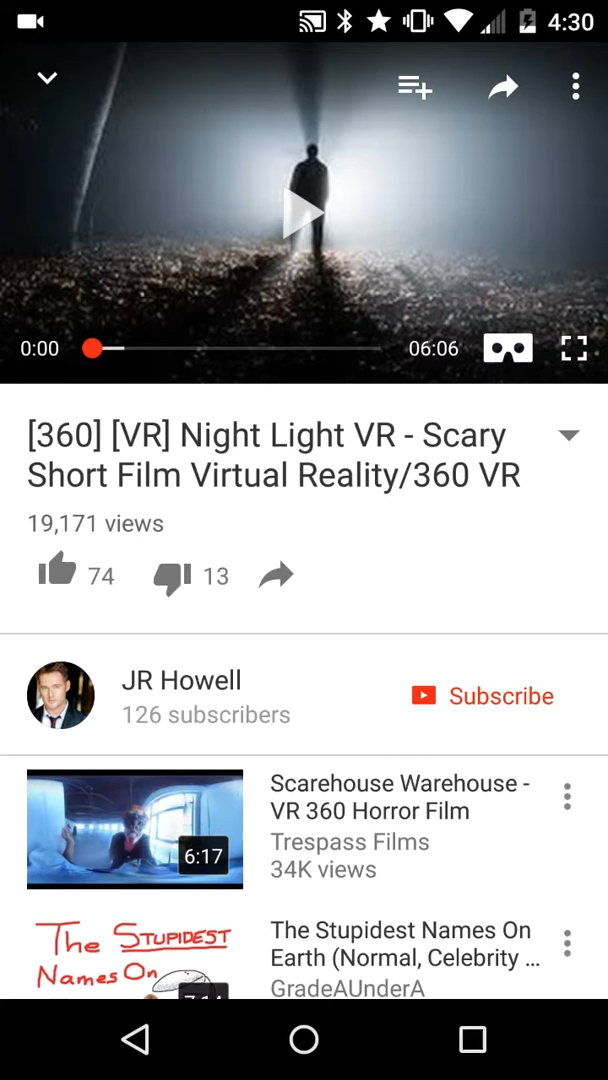 4:30
0:00
06:06
[360] [VR] Night Light VR - Scary
Short Film Virtual Reality/360 VR
19,171 views
74
13
JR Howell
126 subscribers
Subscribe
6:17
Scarehouse Warehouse -
VR 360 Horror Film
Trespass Films
34K views
The STUPIDEST
Names On
The Stupidest Names On
Earth (Normal, Celebrity ...
GradeAUnderA